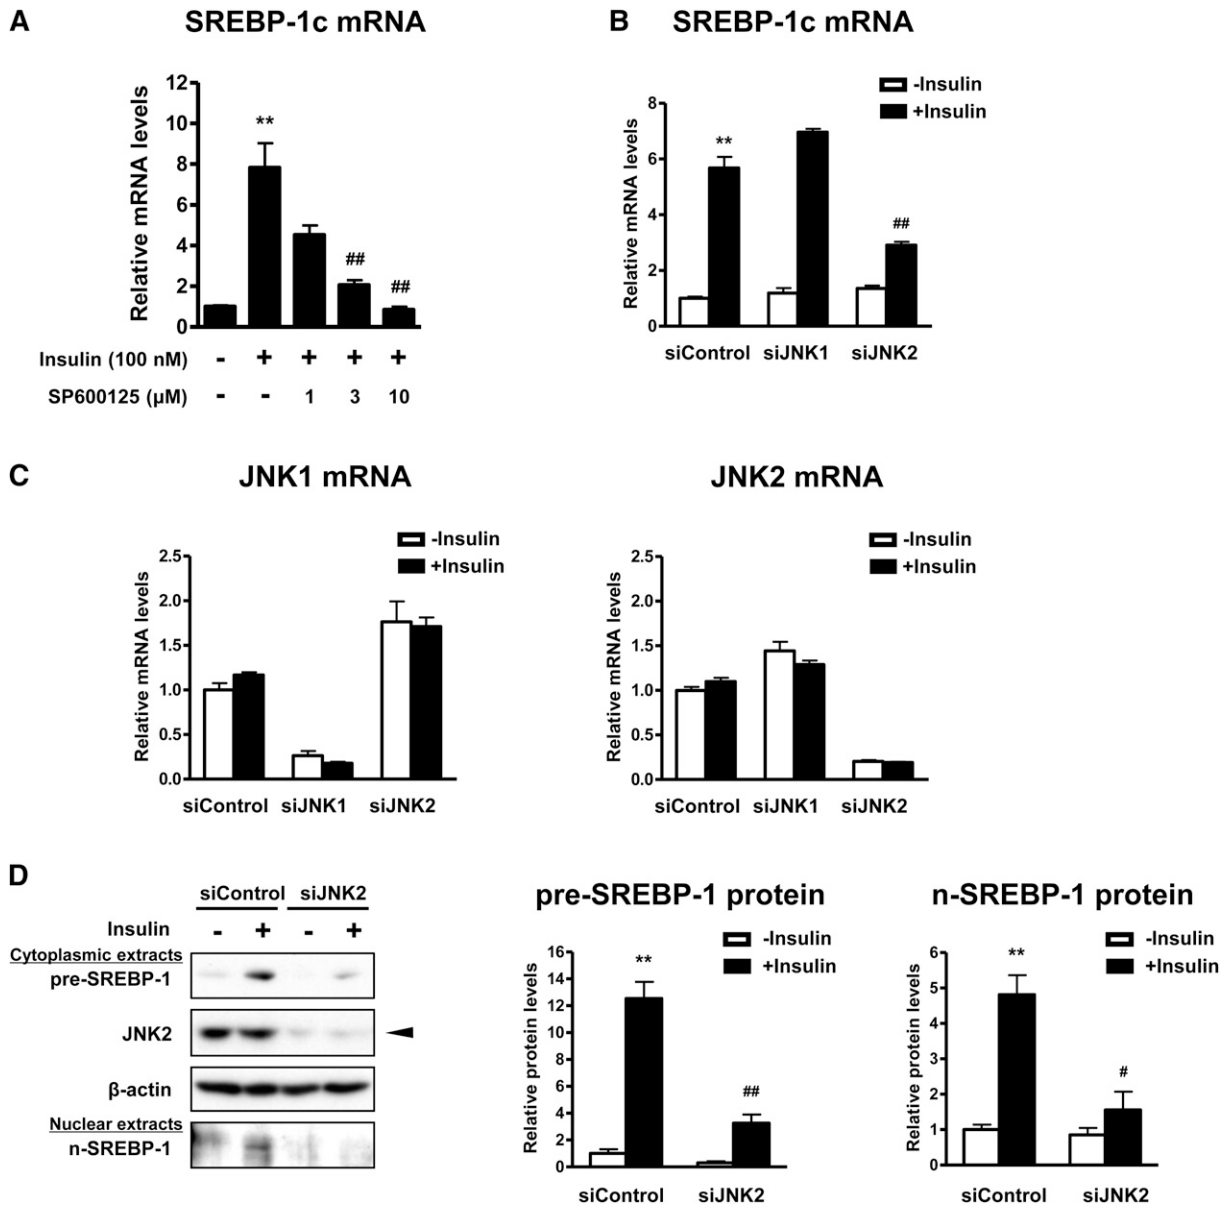 A
SREBP-1c mRNA
Relative mRNA levels
12
10
8
6
4
2
0
**
##
##
Insulin (100 nM) - + + + +
SP600125 (μM) - - 1 3 10
B
SREBP-1c mRNA
-Insulin
+Insulin
Relative mRNA levels
8
6
4
2
0
**
##
siControl siJNK1 siJNK2
C
JNK1 mRNA
-Insulin
+Insulin
Relative mRNA levels
2.5
2.0
1.5
1.0
0.5
0.0
siControl siJNK1 siJNK2
JNK2 mRNA
-Insulin
+Insulin
Relative mRNA levels
2.5
2.0
1.5
1.0
0.5
0.0
siControl siJNK1 siJNK2
D
siControl siJNK2
Insulin - + - +
Cytoplasmic extracts
pre-SREBP-1
JNK2
β-actin
Nuclear extracts
n-SREBP-1
pre-SREBP-1 protein
-Insulin
+Insulin
Relative protein levels
16
14
12
10
8
6
4
2
0
**
##
siControl siJNK2
n-SREBP-1 protein
-Insulin
+Insulin
Relative protein levels
6
5
4
3
2
1
0
**
#
siControl siJNK2